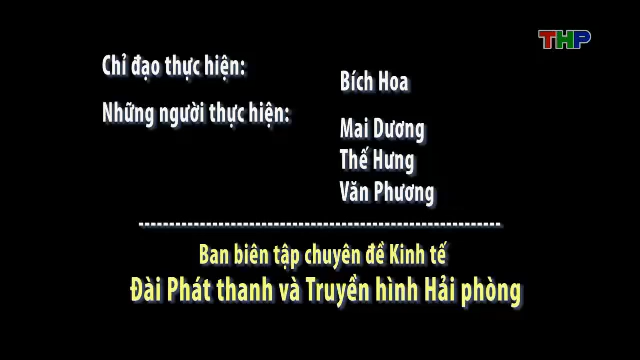 THP
Chỉ đạo thực hiện:
Bích Hoa
Những người thực hiện:
Mai Dương
Thế Hưng
Văn Phương
Ban biên tập chuyên đề Kinh tế
Đài Phát thanh và Truyền hình Hải phòng